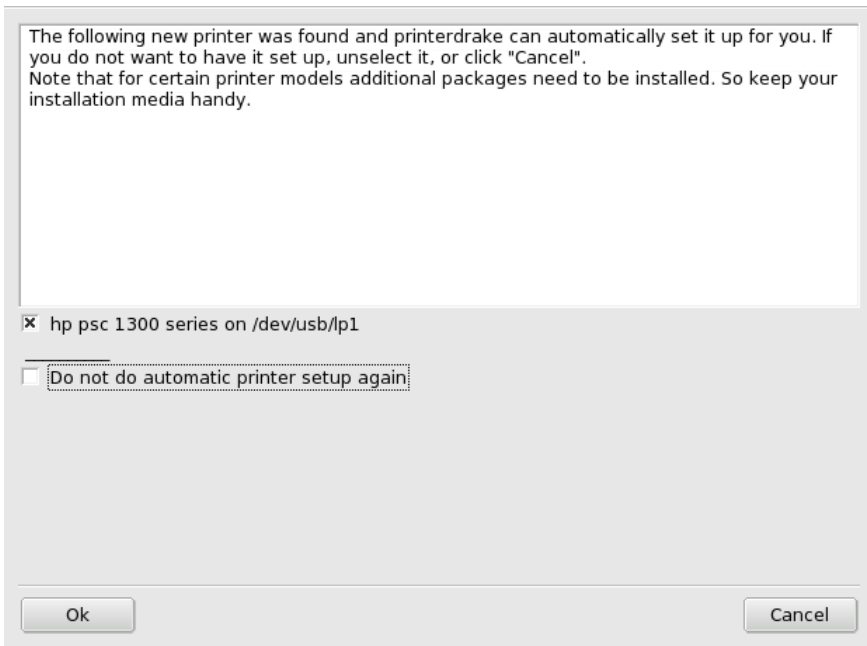 The following new printer was found and printerdrake can automatically set it up for you. If
you do not want to have it set up, unselect it, or click "Cancel".
Note that for certain printer models additional packages need to be installed. So keep your
installation media handy.
hp psc 1300 series on /dev/usb/lp1
Do not do automatic printer setup again
Ok
Cancel